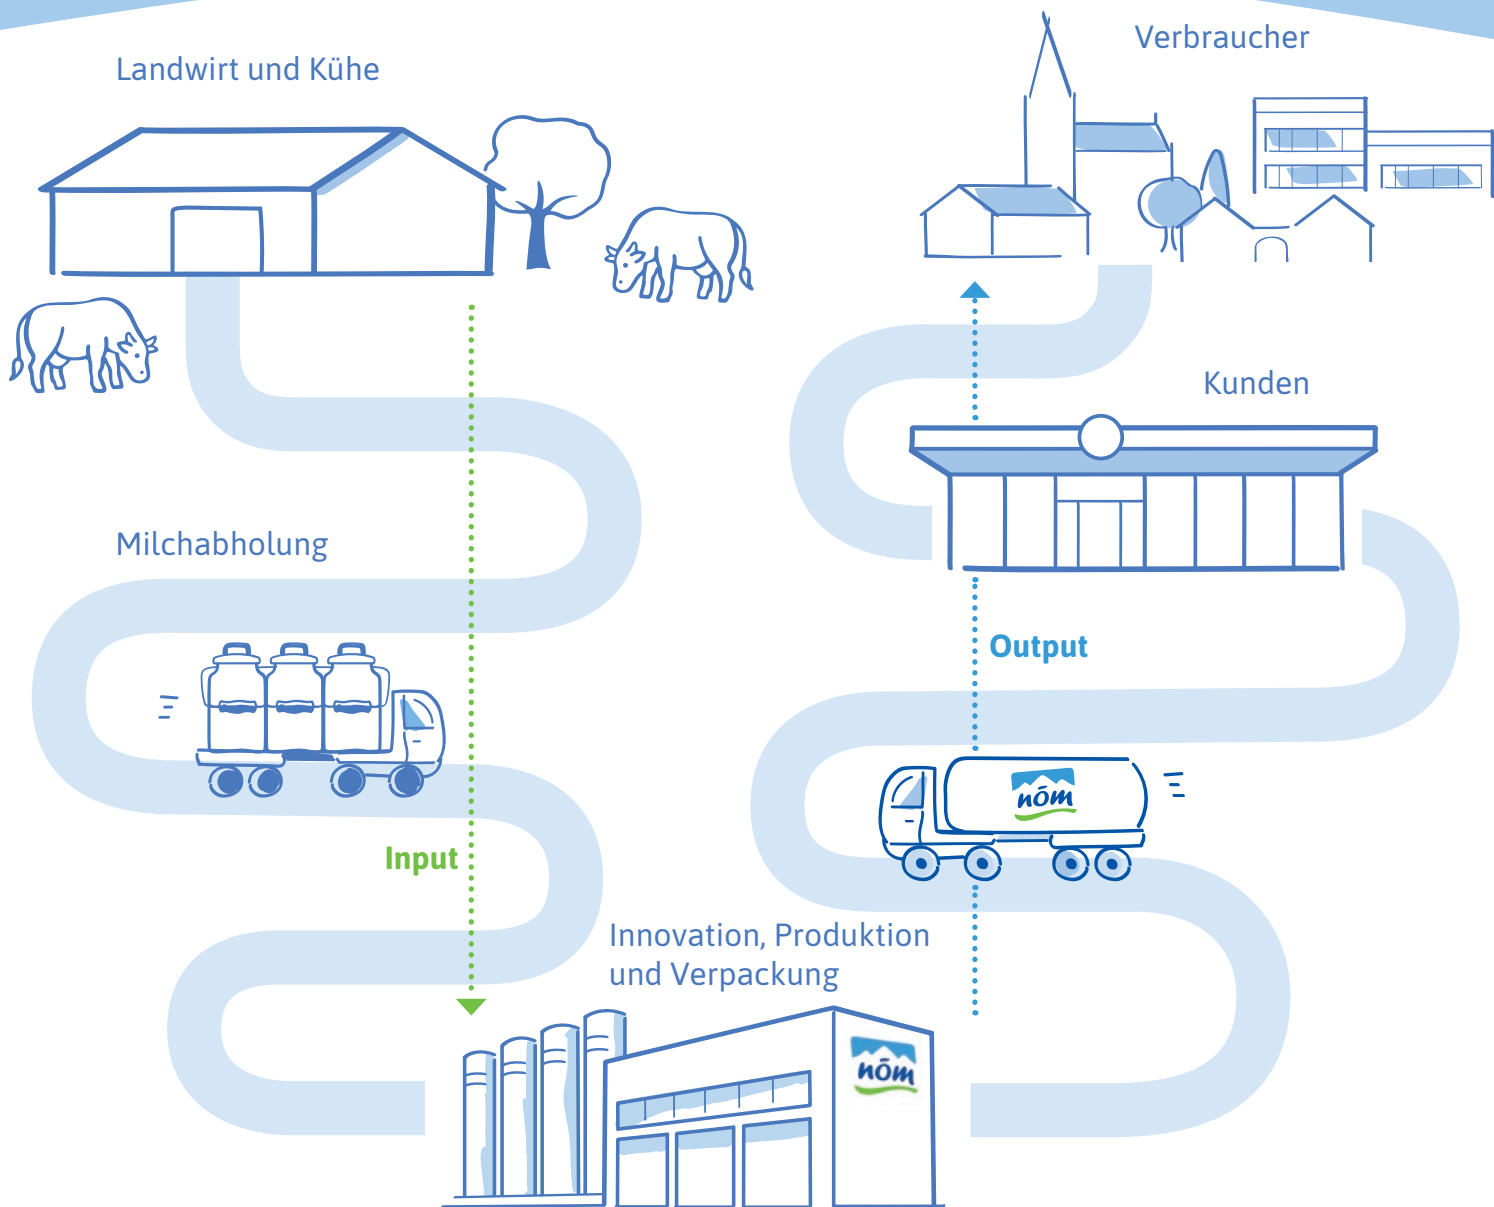 Landwirt und Kühe
Milchabholung
Input
Innovation, Produktion
und Verpackung
nöm
nöm
Output
Kunden
Verbraucher